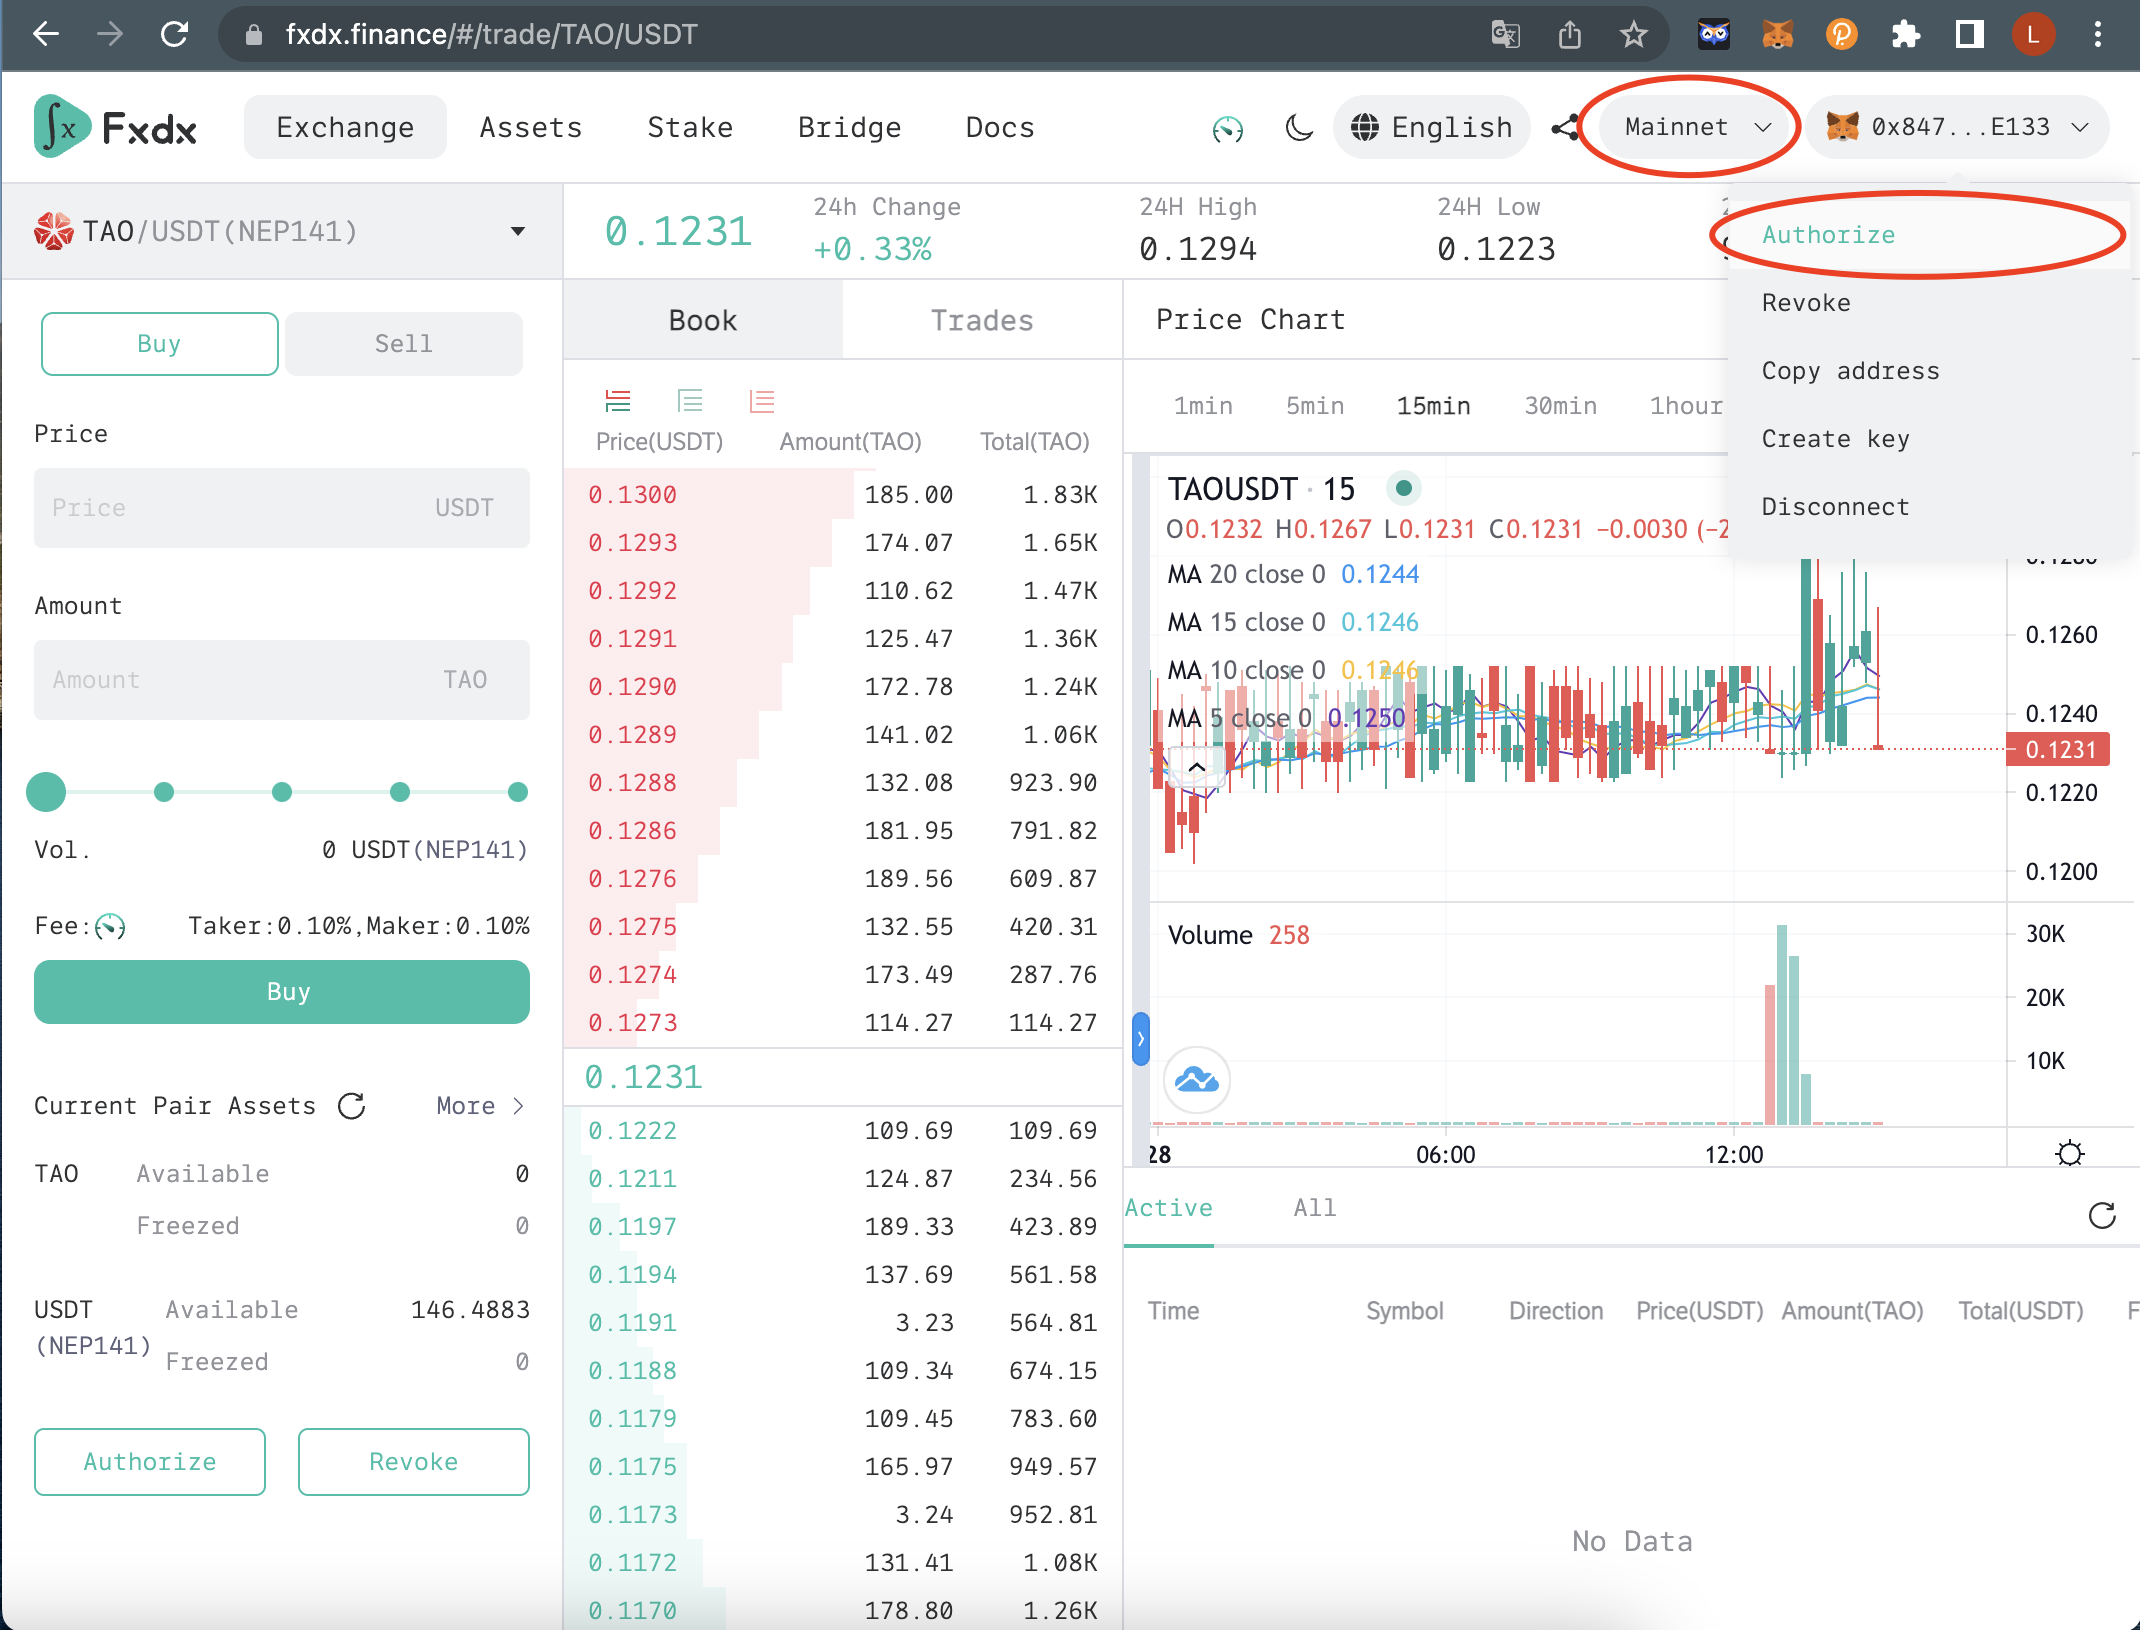 fxdx.finance/#/trade/TAO/USDT
L
Fxdx
Exchange
Assets
Stake
Bridge
Docs
English
Mainnet
0x847...E133
TAO/USDT(NEP141)
0.1231
24h Change
+0.33%
24H High
0.1294
24H Low
0.1223
Authorize
Revoke
Copy address
Create key
Disconnect
Buy
Sell
Price
Price USDT
Amount
Amount TAO
Vol. 0 USDT(NEP141)
Fee: Taker:0.10%,Maker:0.10%
Buy
Current Pair Assets More
TAO Available 0
Freezed 0
USDT Available 146.4883
(NEP141)
Freezed 0
Authorize
Revoke
Book
Trades
Price(USDT) Amount(TAO) Total(TAO)
0.1300 185.00 1.83K
0.1293 174.07 1.65K
0.1292 110.62 1.47K
0.1291 125.47 1.36K
0.1290 172.78 1.24K
0.1289 141.02 1.06K
0.1288 132.08 923.90
0.1286 181.95 791.82
0.1276 189.56 609.87
0.1275 132.55 420.31
0.1274 173.49 287.76
0.1273 114.27 114.27
0.1231
0.1222 109.69 109.69
0.1211 124.87 234.56
0.1197 189.33 423.89
0.1194 137.69 561.58
0.1191 3.23 564.81
0.1188 109.34 674.15
0.1179 109.45 783.60
0.1175 165.97 949.57
0.1173 3.24 952.81
0.1172 131.41 1.08K
0.1170 178.80 1.26K
Price Chart
1min 5min 15min 30min 1hour
TAOUSDT · 15
O0.1232 H0.1267 L0.1231 C0.1231 −0.0030 (−2
MA 20 close 0 0.1244
MA 15 close 0 0.1246
MA 10 close 0 0.1246
MA 5 close 0 0.1250
0.1260
0.1240
0.1231
0.1220
0.1200
Volume 258
30K
20K
10K
28 06:00 12:00
Active All
Time Symbol Direction Price(USDT) Amount(TAO) Total(USDT) F
No Data